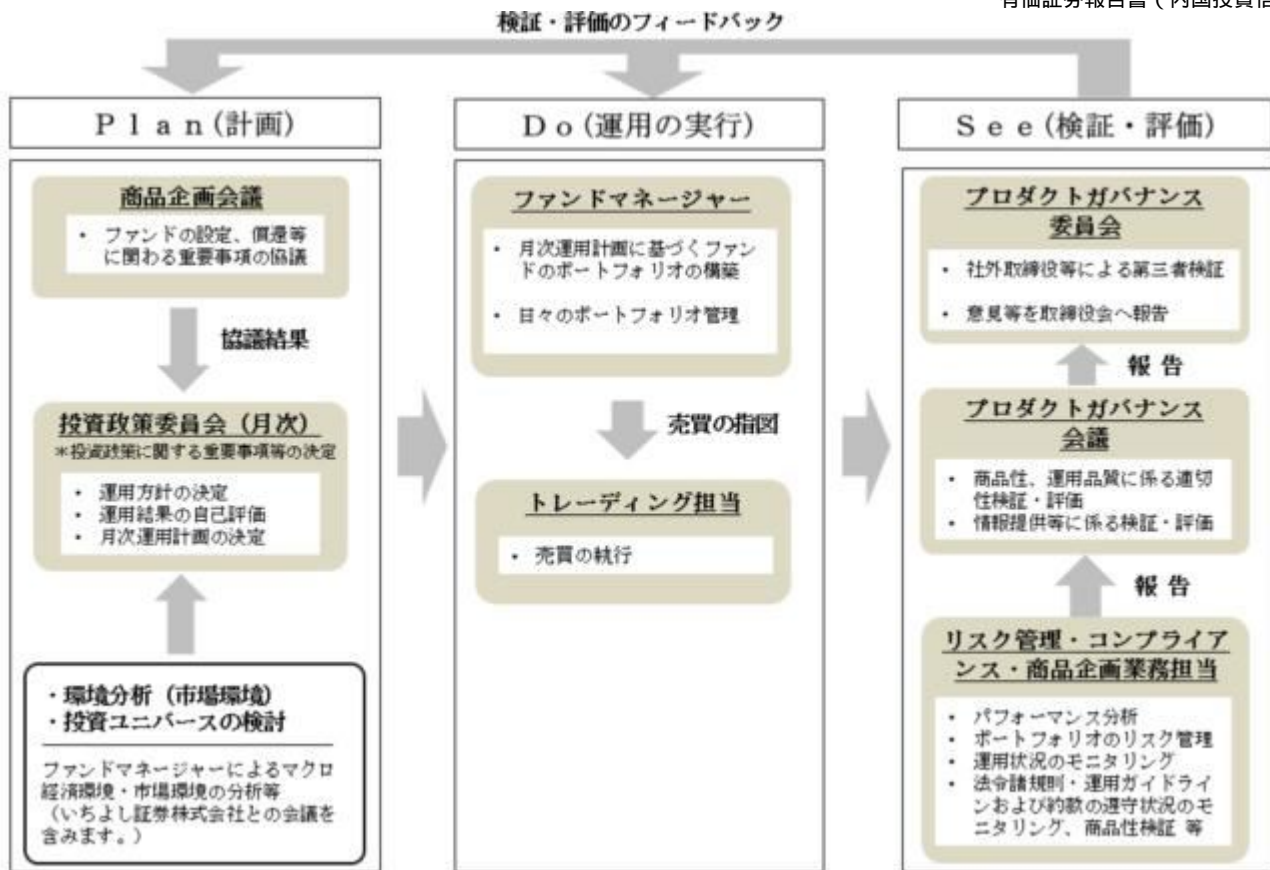 有価証券報告書（内国投資信
検証・評価のフィードバック
Ｐｌａｎ(計画)
商品企画会議
・ ファンドの設定、償還等
に関わる重要事項の協議
協議結果
投資政策委員会（月次）
＊投資政策に関する重要事項等の決定
・ 運用方針の決定
・ 運用結果の自己評価
・ 月次運用計画の決定
・環境分析（市場環境）
・投資ユニバースの検討
ファンドマネージャーによるマクロ
経済環境・市場環境の分析等
（いちよし証券株式会社との会議を
含みます。）
Ｄｏ(運用の実行)
ファンドマネージャー
・ 月次運用計画に基づくファン
ドのポートフォリオの構築
・ 日々のポートフォリオ管理
売買の指図
トレーディング担当
・ 売買の執行
Ｓｅｅ(検証・評価)
プロダクトガバナンス
委員会
・ 社外取締役等による第三者検証
・ 意見等を取締役会へ報告
報 告
プロダクトガバナンス
会議
・ 商品性、運用品質に係る適切
性検証・評価
・ 情報提供等に係る検証・評価
報 告
リスク管理・コンプライア
ンス・商品企画業務担当
・ パフォーマンス分析
・ ポートフォリオのリスク管理
・ 運用状況のモニタリング
・ 法令諸規則・運用ガイドライ
ンおよび約款の遵守状況のモ
ニタリング、商品性検証 等